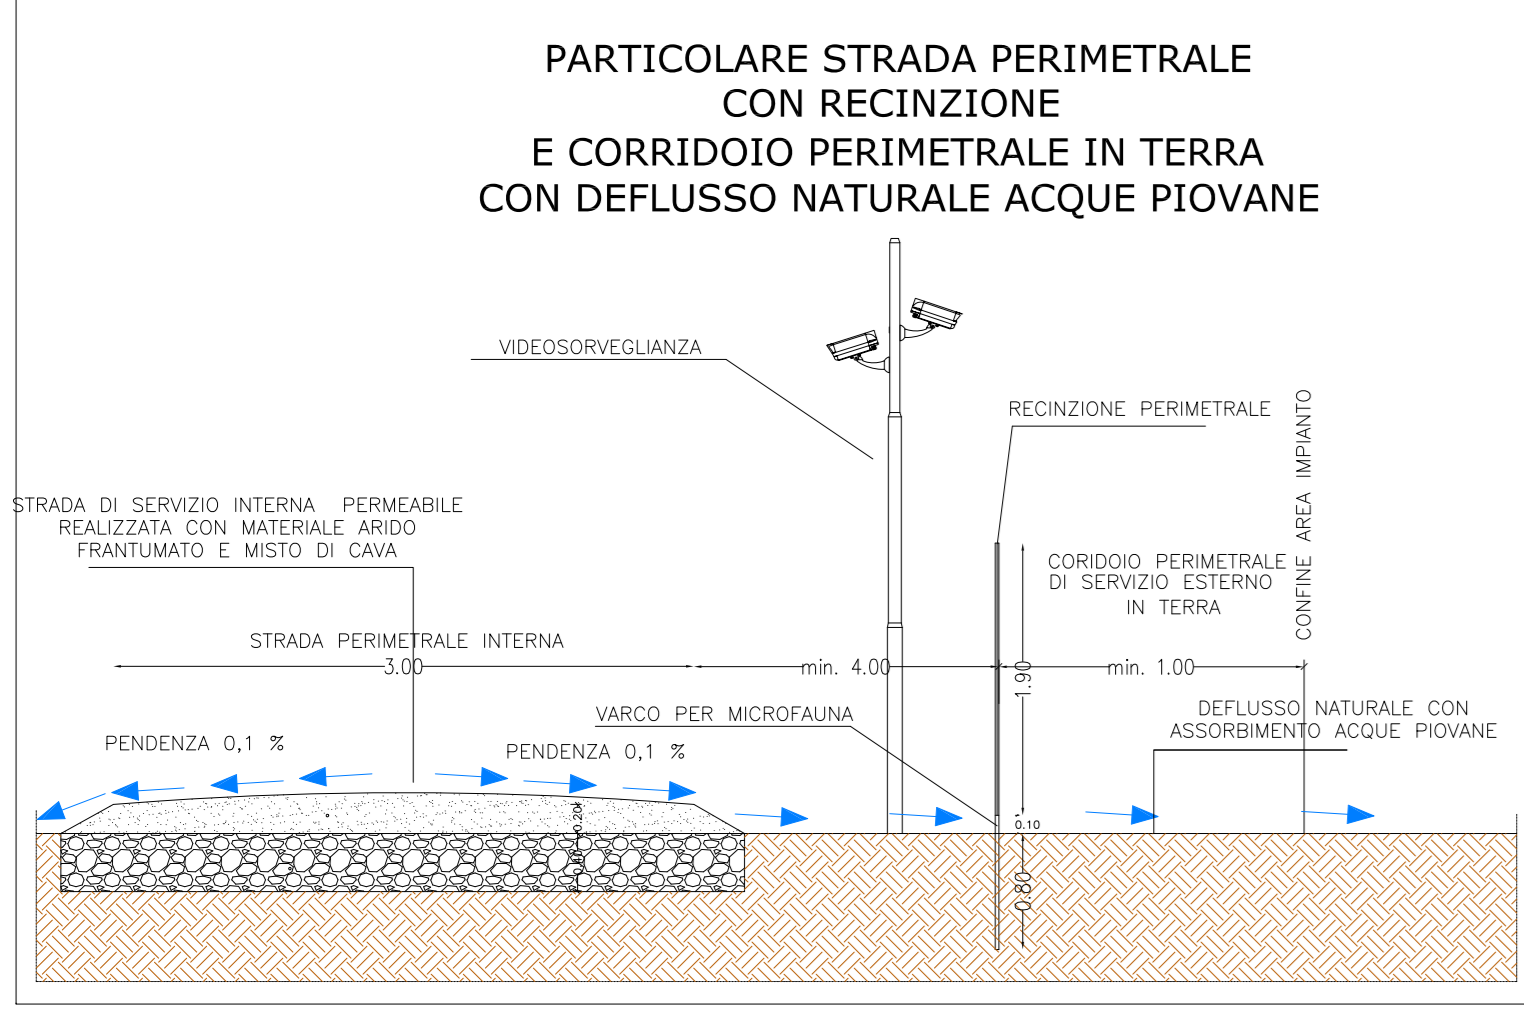 PARTICOLARE STRADA PERIMETRALE
CON RECINZIONE
E CORRIDOIO PERIMETRALE IN TERRA
CON DEFLUSSO NATURALE ACQUE PIOVANE
VIDEOSORVEGLIANZA
RECINZIONE PERIMETRALE
CONFINE AREA IMPIANTO
STRADA DI SERVIZIO INTERNA PERMEABILE
REALIZZATA CON MATERIALE ARIDO
FRANTUMATO E MISTO DI CAVA
CORIDOIO PERIMETRALE
DI SERVIZIO ESTERNO
IN TERRA
STRADA PERIMETRALE INTERNA
3.00
min. 4.00
1.90
min. 1.00
VARCO PER MICROFAUNA
DEFLUSSO NATURALE CON
ASSORBIMENTO ACQUE PIOVANE
PENDENZA 0,1 %
PENDENZA 0,1 %
0.20
0.10
0.40
0.80